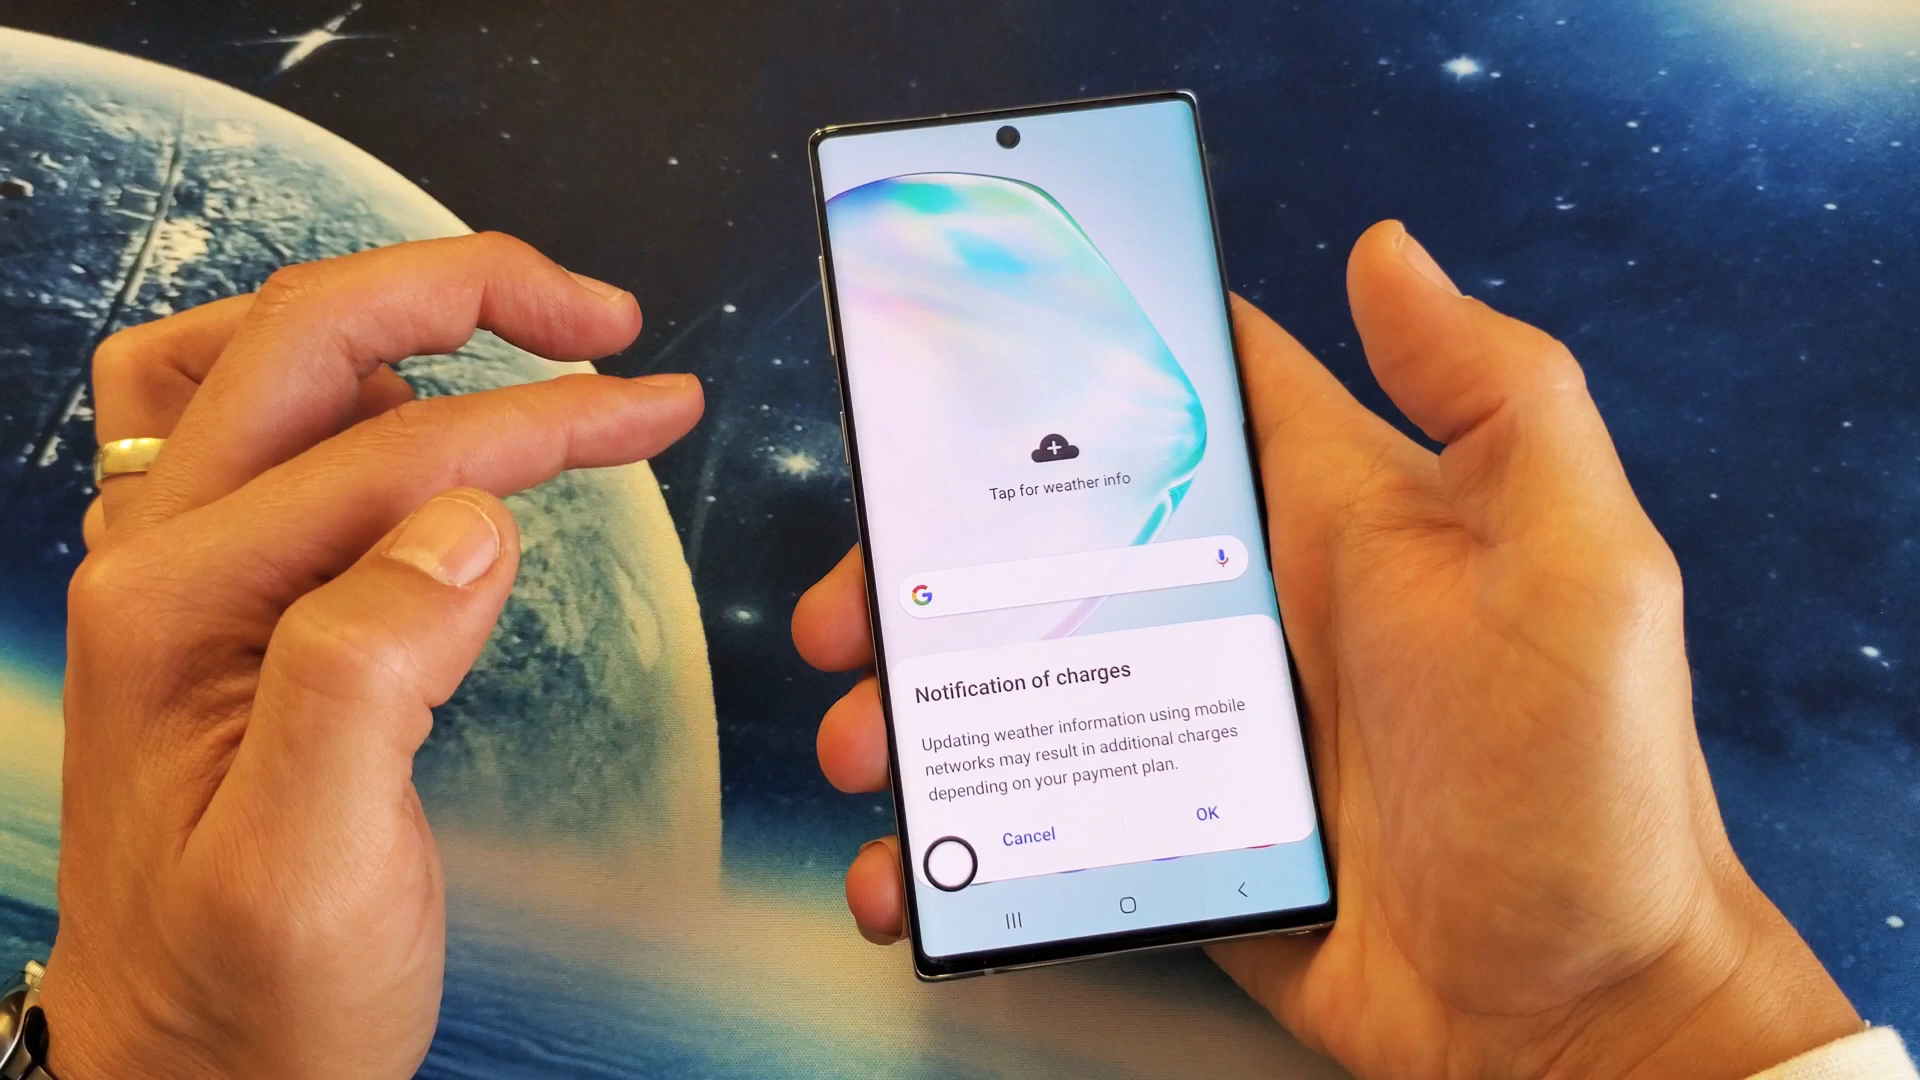 Tap for weather info
G
Notification of charges
Updating weather information using mobile
networks may result in additional charges
depending on your payment plan.
Cancel
OK